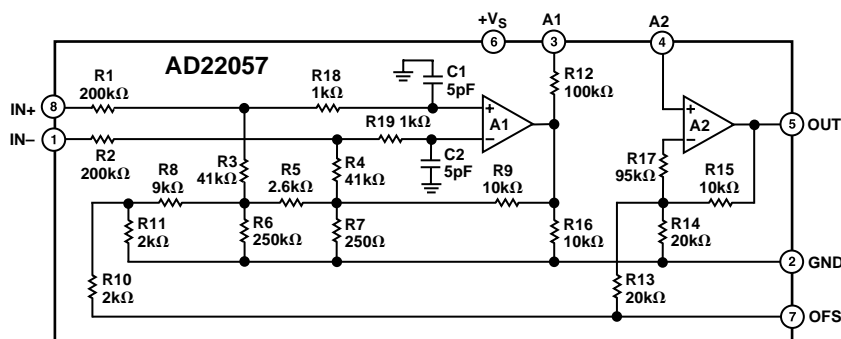 +VS
A1
A2
6
3
4
AD22057
R12
100kΩ
C1
5pF
R1
200kΩ
R18
1kΩ
IN+
8
+
A1
–
+
A2
–
5
OUT
R19 1kΩ
IN–
1
R2
200kΩ
C2
5pF
R17
95kΩ
R15
10kΩ
R8
9kΩ
R3
41kΩ
R5
2.6kΩ
R4
41kΩ
R9
10kΩ
R11
2kΩ
R6
250kΩ
R7
250Ω
R16
10kΩ
R14
20kΩ
2
GND
R10
2kΩ
R13
20kΩ
7
OFS